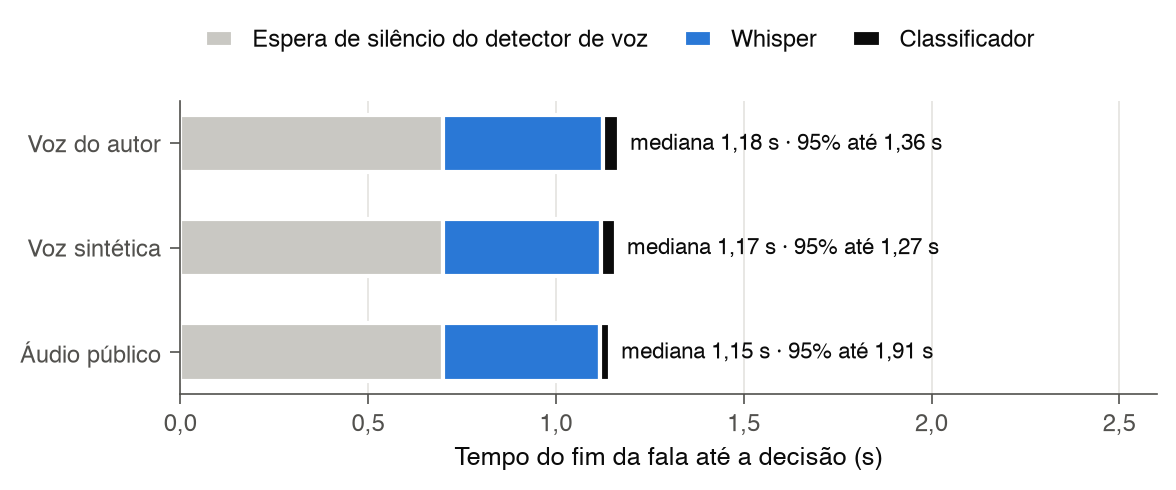 Espera de silêncio do detector de voz Whisper Classificador
Voz do autor mediana 1,18 s · 95% até 1,36 s
Voz sintética mediana 1,17 s · 95% até 1,27 s
Áudio público mediana 1,15 s · 95% até 1,91 s
0,0 0,5 1,0 1,5 2,0 2,5
Tempo do fim da fala até a decisão (s)